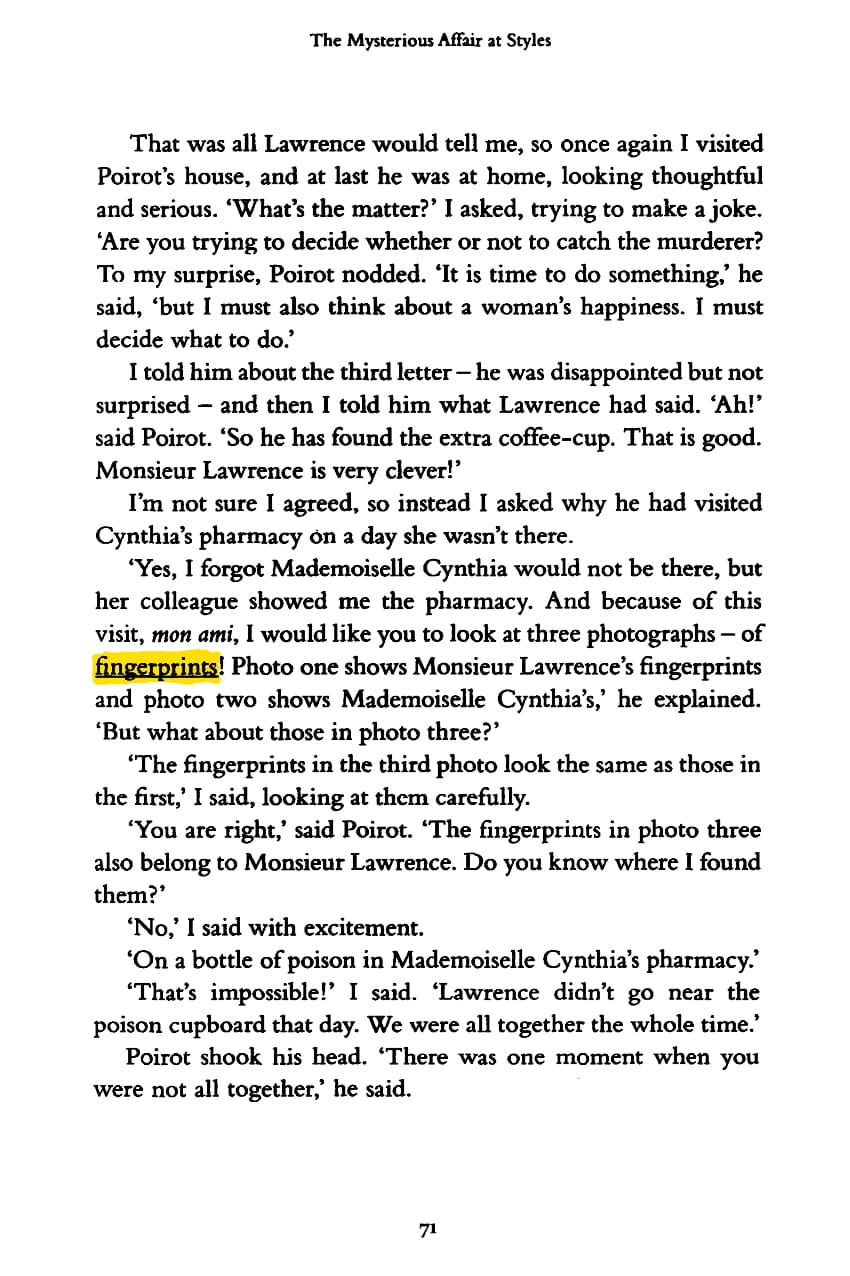 The Mysterious Affair at Styles
That was all Lawrence would tell me, so once again I visited
Poirot’s house, and at last he was at home, looking thoughtful
and serious. ‘What’s the matter?’ I asked, trying to make a joke.
‘Are you trying to decide whether or not to catch the murderer?
To my surprise, Poirot nodded. ‘It is time to do something,’ he
said, ‘but I must also think about a woman’s happiness. I must
decide what to do.’
I told him about the third letter – he was disappointed but not
surprised – and then I told him what Lawrence had said. ‘Ah!’
said Poirot. ‘So he has found the extra coffee-cup. That is good.
Monsieur Lawrence is very clever!’
I’m not sure I agreed, so instead I asked why he had visited
Cynthia’s pharmacy on a day she wasn’t there.
‘Yes, I forgot Mademoiselle Cynthia would not be there, but
her colleague showed me the pharmacy. And because of this
visit, mon ami, I would like you to look at three photographs – of
fingerprints! Photo one shows Monsieur Lawrence’s fingerprints
and photo two shows Mademoiselle Cynthia’s,’ he explained.
‘But what about those in photo three?’
‘The fingerprints in the third photo look the same as those in
the first,’ I said, looking at them carefully.
‘You are right,’ said Poirot. ‘The fingerprints in photo three
also belong to Monsieur Lawrence. Do you know where I found
them?’
‘No,’ I said with excitement.
‘On a bottle of poison in Mademoiselle Cynthia’s pharmacy.’
‘That’s impossible!’ I said. ‘Lawrence didn’t go near the
poison cupboard that day. We were all together the whole time.’
Poirot shook his head. ‘There was one moment when you
were not all together,’ he said.
71